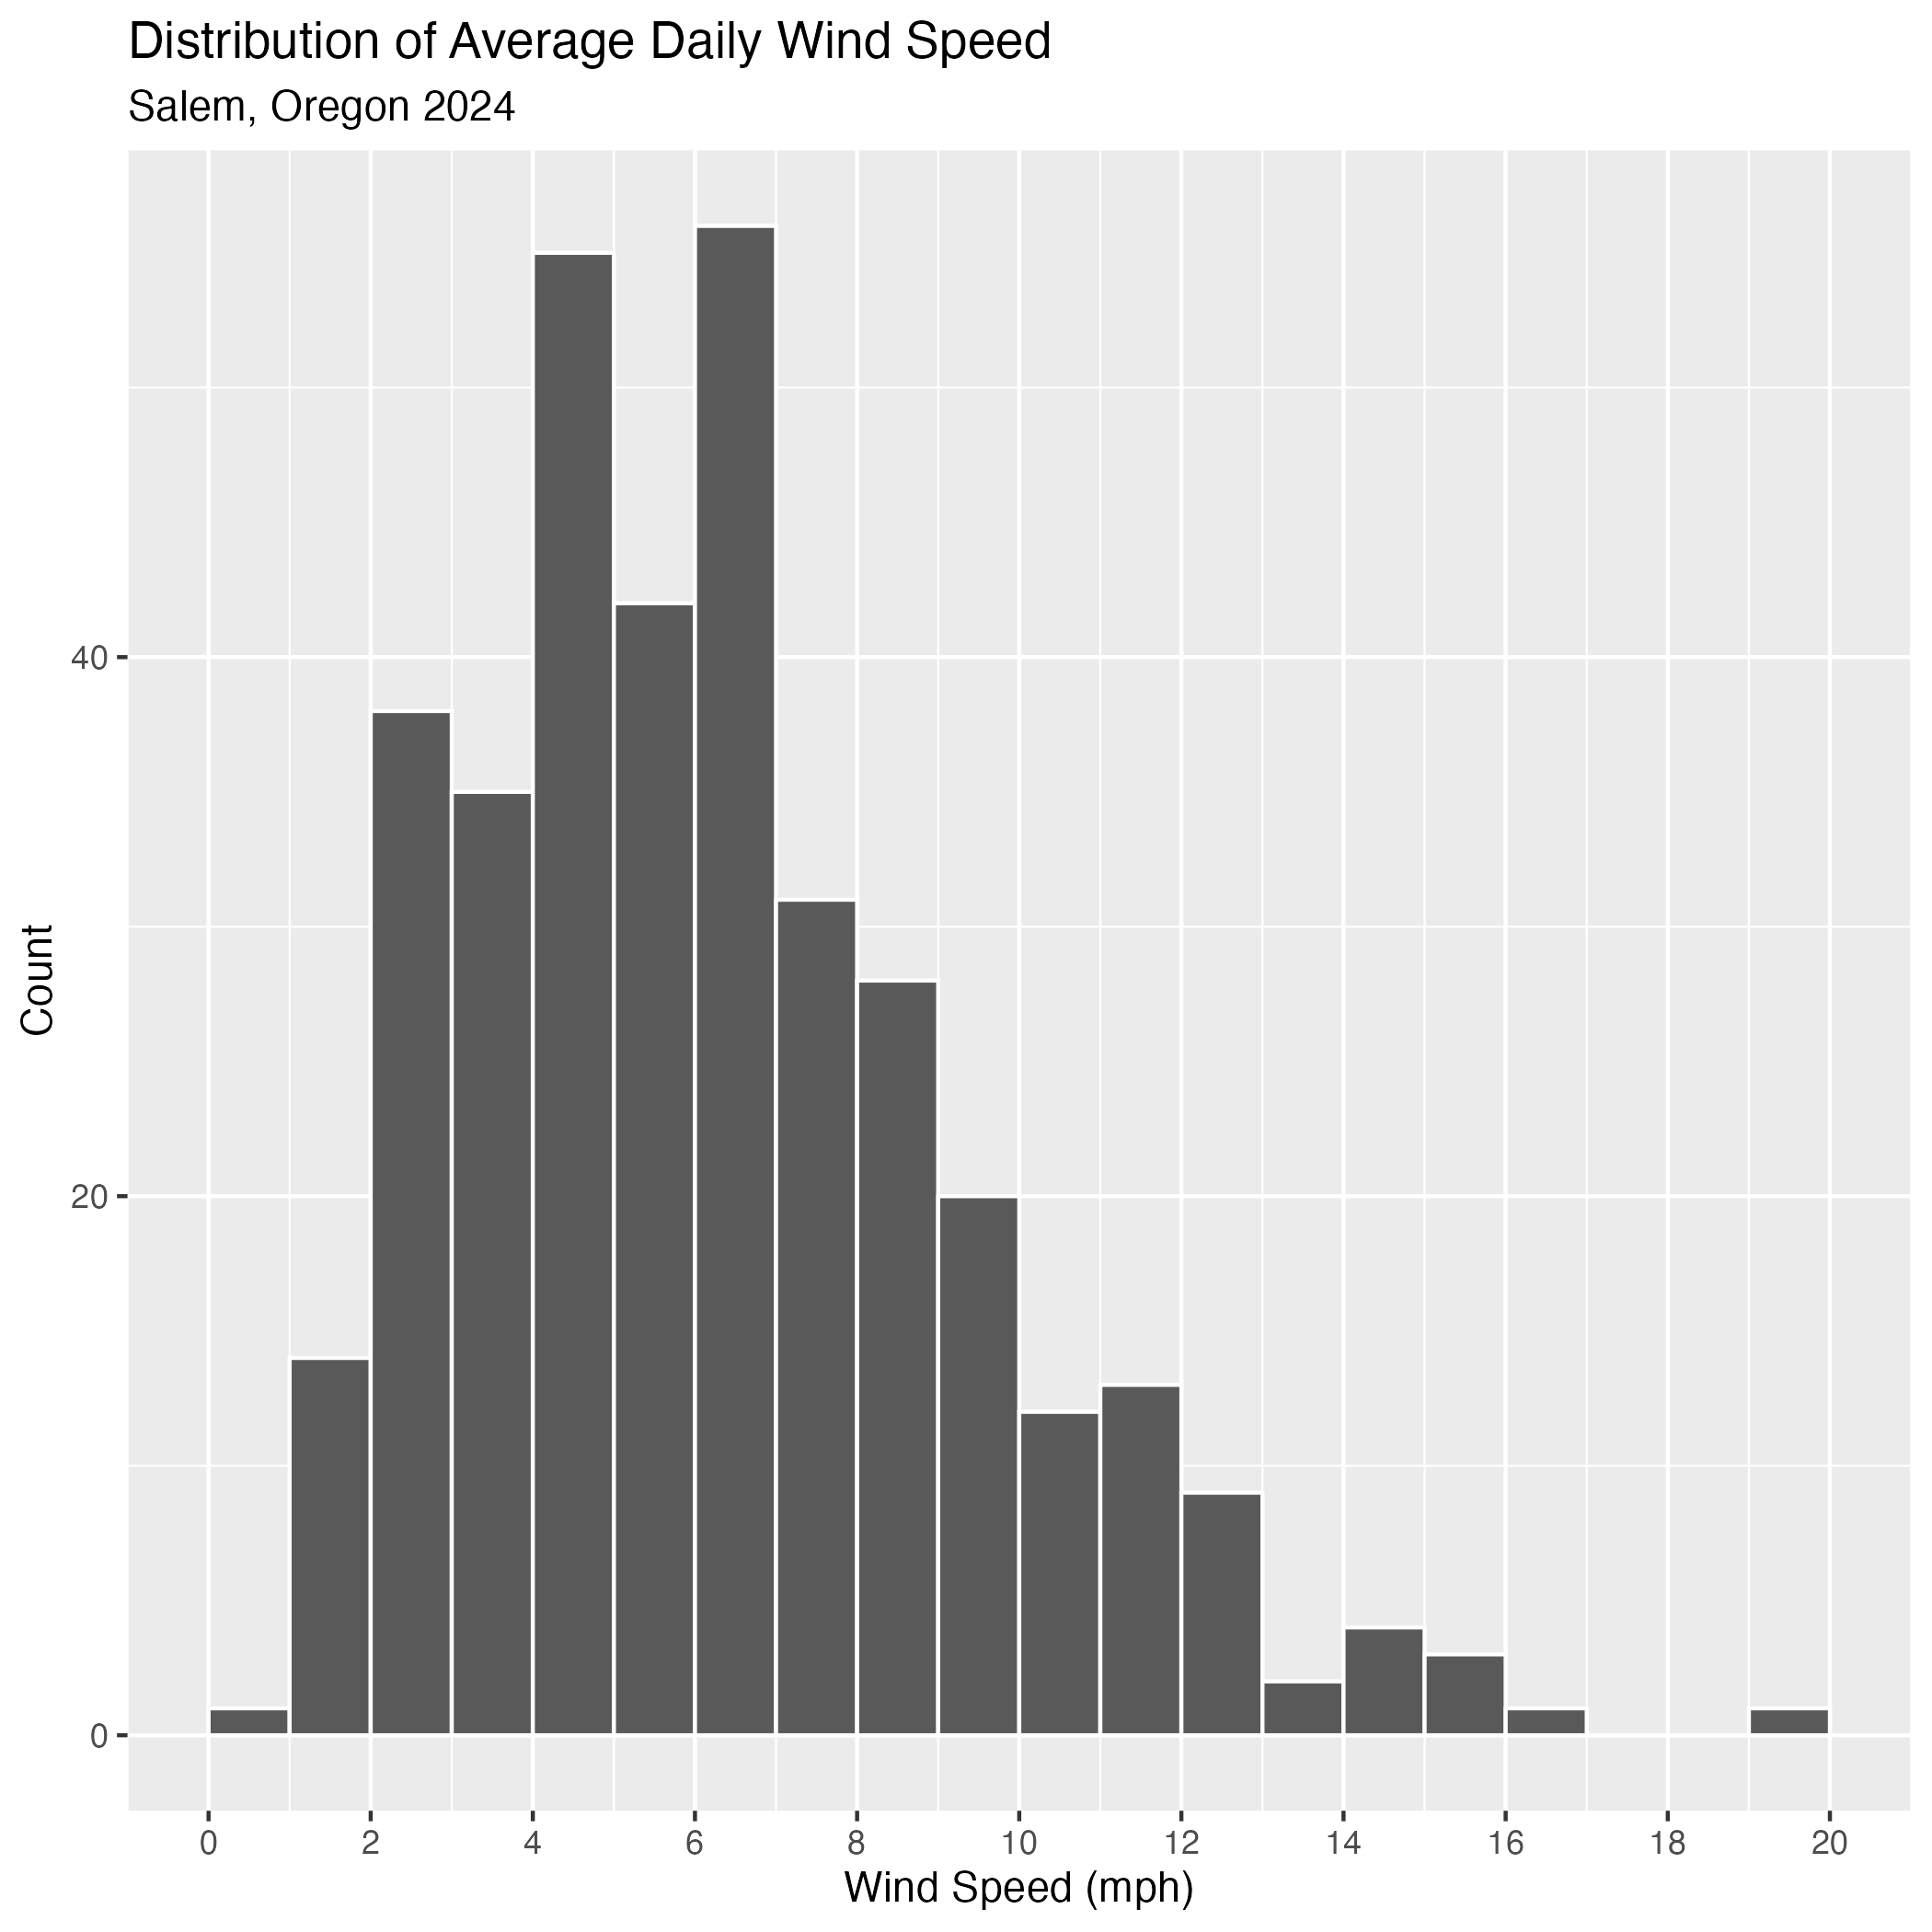 Distribution of Average Daily Wind Speed
Salem, Oregon 2024
Count
40
20
0
0 2 4 6 8 10 12 14 16 18 20
Wind Speed (mph)